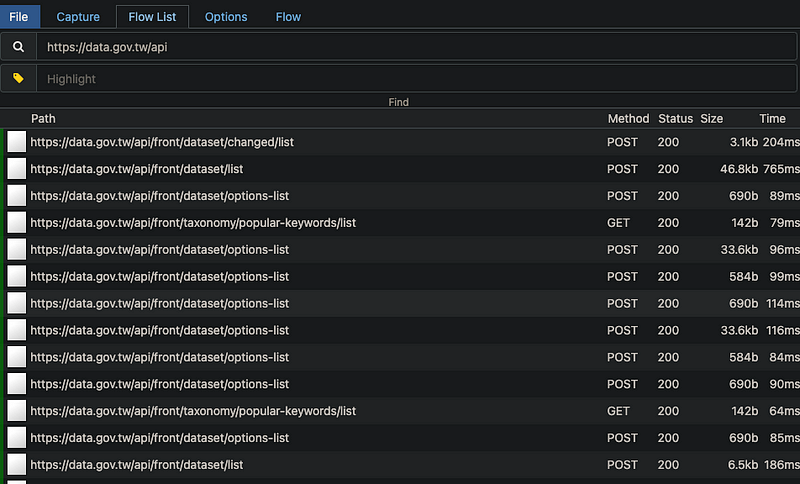 File Capture Flow List Options Flow
https://data.gov.tw/api
Highlight
Find
Path Method Status Size Time
https://data.gov.tw/api/front/dataset/changed/list POST 200 3.1kb 204ms
https://data.gov.tw/api/front/dataset/list POST 200 46.8kb 765ms
https://data.gov.tw/api/front/dataset/options-list POST 200 690b 89ms
https://data.gov.tw/api/front/taxonomy/popular-keywords/list GET 200 142b 79ms
https://data.gov.tw/api/front/dataset/options-list POST 200 33.6kb 96ms
https://data.gov.tw/api/front/dataset/options-list POST 200 584b 99ms
https://data.gov.tw/api/front/dataset/options-list POST 200 690b 114ms
https://data.gov.tw/api/front/dataset/options-list POST 200 33.6kb 116ms
https://data.gov.tw/api/front/dataset/options-list POST 200 584b 84ms
https://data.gov.tw/api/front/dataset/options-list POST 200 690b 90ms
https://data.gov.tw/api/front/taxonomy/popular-keywords/list GET 200 142b 64ms
https://data.gov.tw/api/front/dataset/options-list POST 200 690b 85ms
https://data.gov.tw/api/front/dataset/list POST 200 6.5kb 186ms